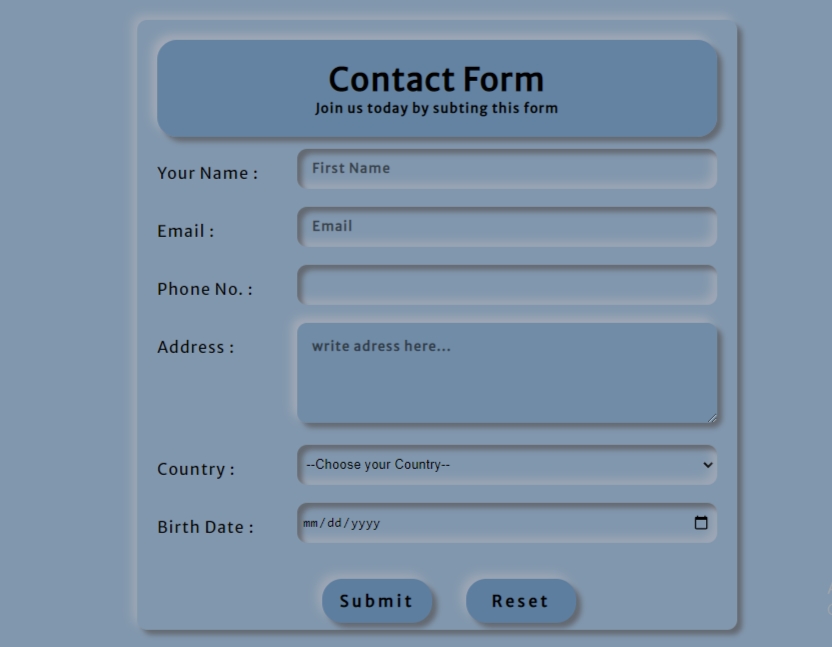 Contact Form
Join us today by subting this form
Your Name : First Name
Email : Email
Phone No. :
Address : write adress here...
Country : --Choose your Country--
Birth Date : mm/dd/yyyy
Submit Reset